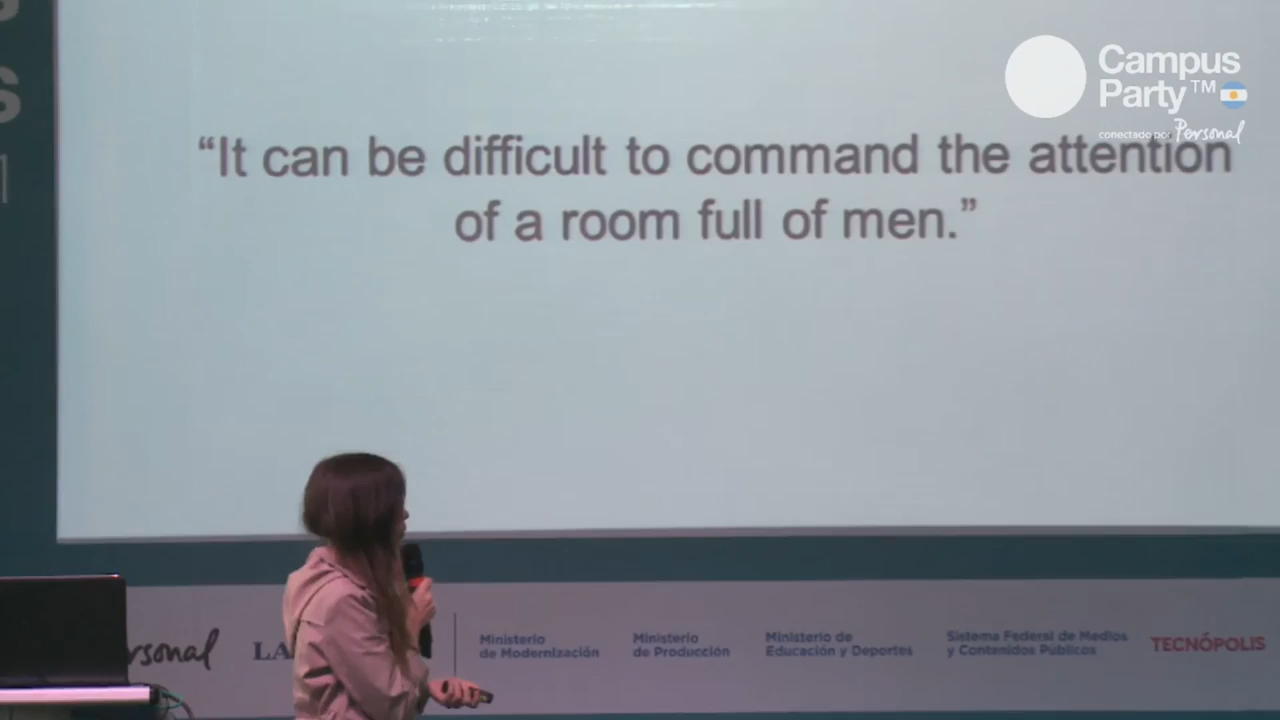 Campus
Party™
conectado por Personal
“It can be difficult to command the attention
of a room full of men.”
LA
Ministerio
de Modernización
Ministerio
de Producción
Ministerio de
Educación y Deportes
Sistema Federal de Medios
y Contenidos Públicos
TECNÓPOLIS